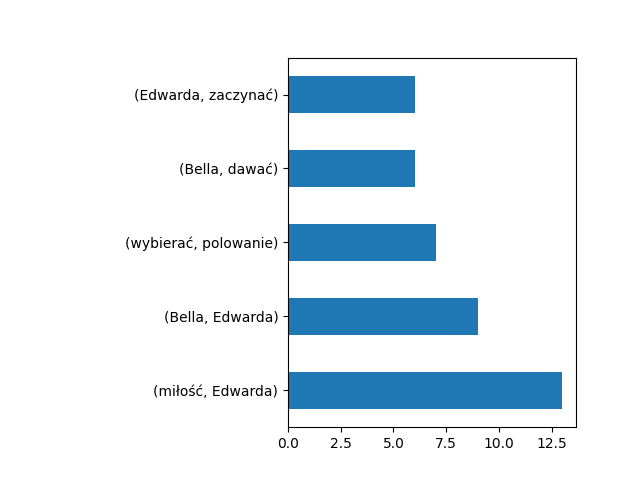 (Edwarda, zaczynać)
(Bella, dawać)
(wybierać, polowanie)
(Bella, Edwarda)
(miłość, Edwarda)
0.0 2.5 5.0 7.5 10.0 12.5